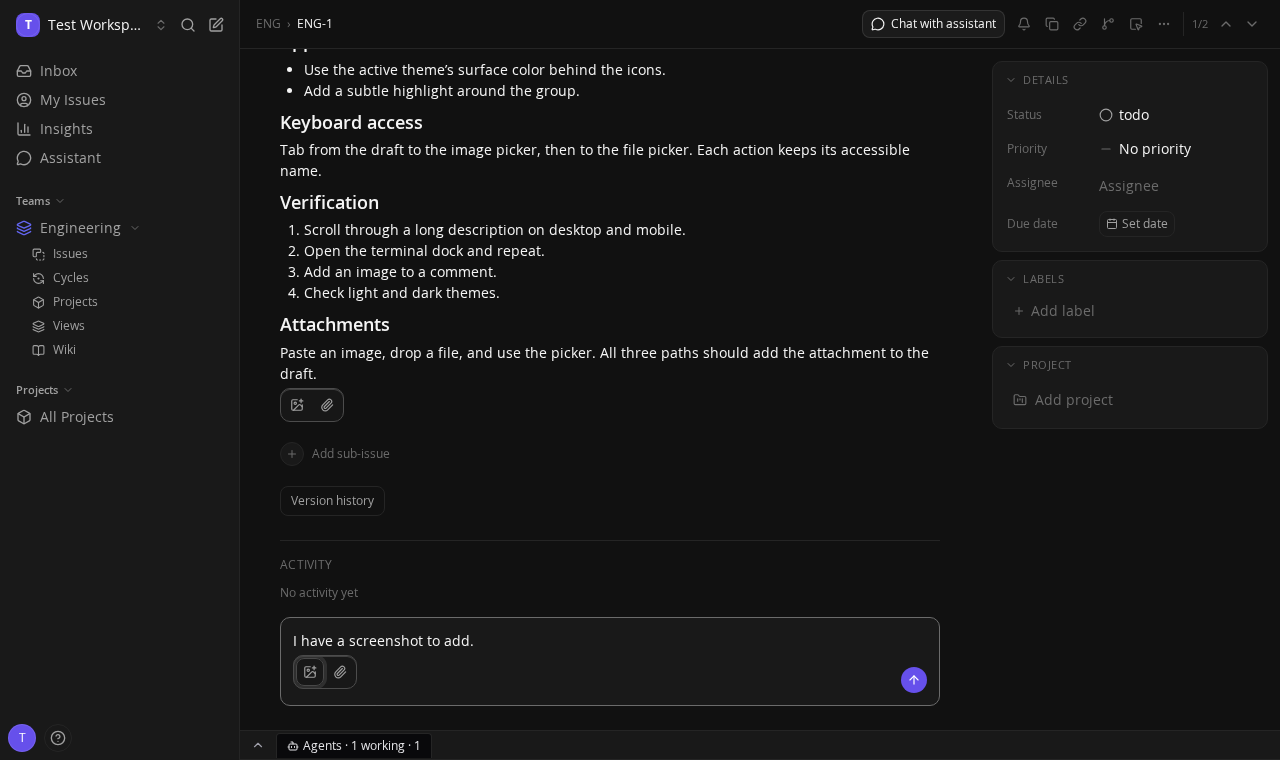 T Test Worksp...
Inbox
My Issues
Insights
Assistant
Teams
Engineering
Issues
Cycles
Projects
Views
Wiki
Projects
All Projects
T
ENG › ENG-1
Chat with assistant
1/2
Use the active theme’s surface color behind the icons.
Add a subtle highlight around the group.
Keyboard access
Tab from the draft to the image picker, then to the file picker. Each action keeps its accessible
name.
Verification
1. Scroll through a long description on desktop and mobile.
2. Open the terminal dock and repeat.
3. Add an image to a comment.
4. Check light and dark themes.
Attachments
Paste an image, drop a file, and use the picker. All three paths should add the attachment to the
draft.
Add sub-issue
Version history
ACTIVITY
No activity yet
I have a screenshot to add.
Agents · 1 working · 1
DETAILS
Status todo
Priority No priority
Assignee Assignee
Due date Set date
LABELS
Add label
PROJECT
Add project